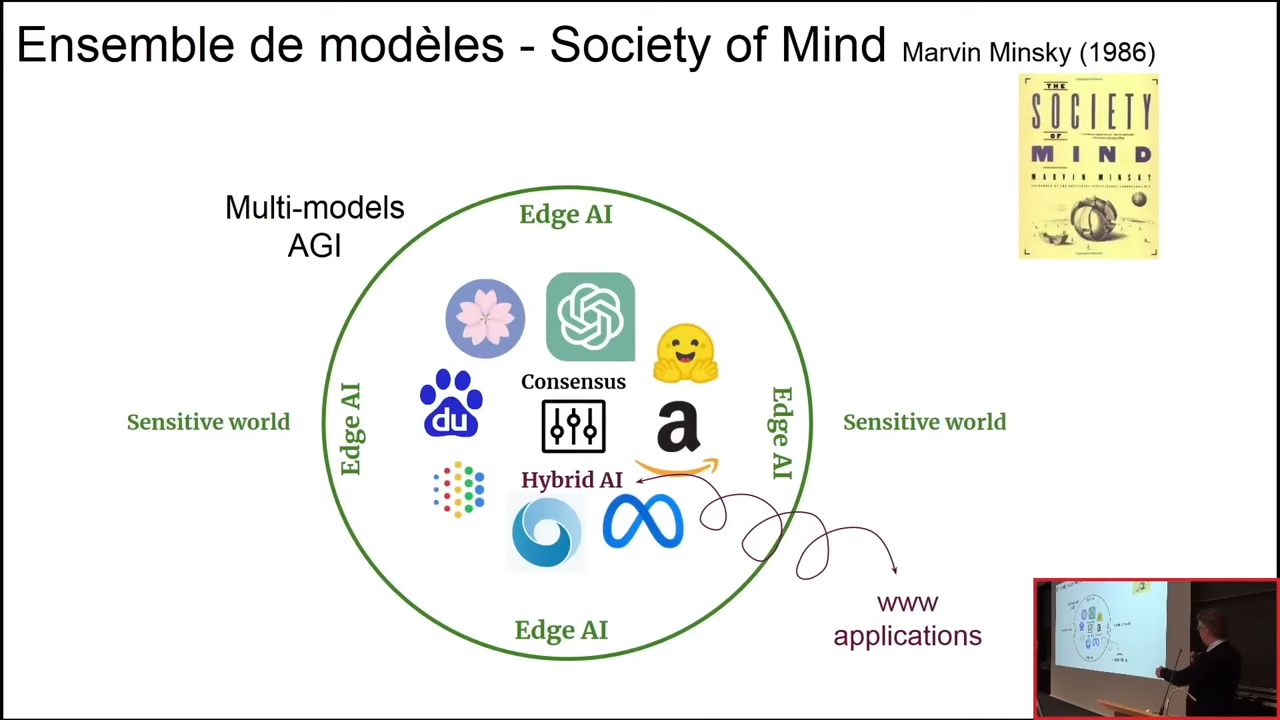 Ensemble de modèles - Society of Mind Marvin Minsky (1986)
THE
SOCIETY
OF
MIND
MARVIN MINSKY
Multi-models
AGI
Edge AI
Consensus
du
a
Sensitive world
Edge AI
Edge AI
Sensitive world
Hybrid AI
Edge AI
www
applications